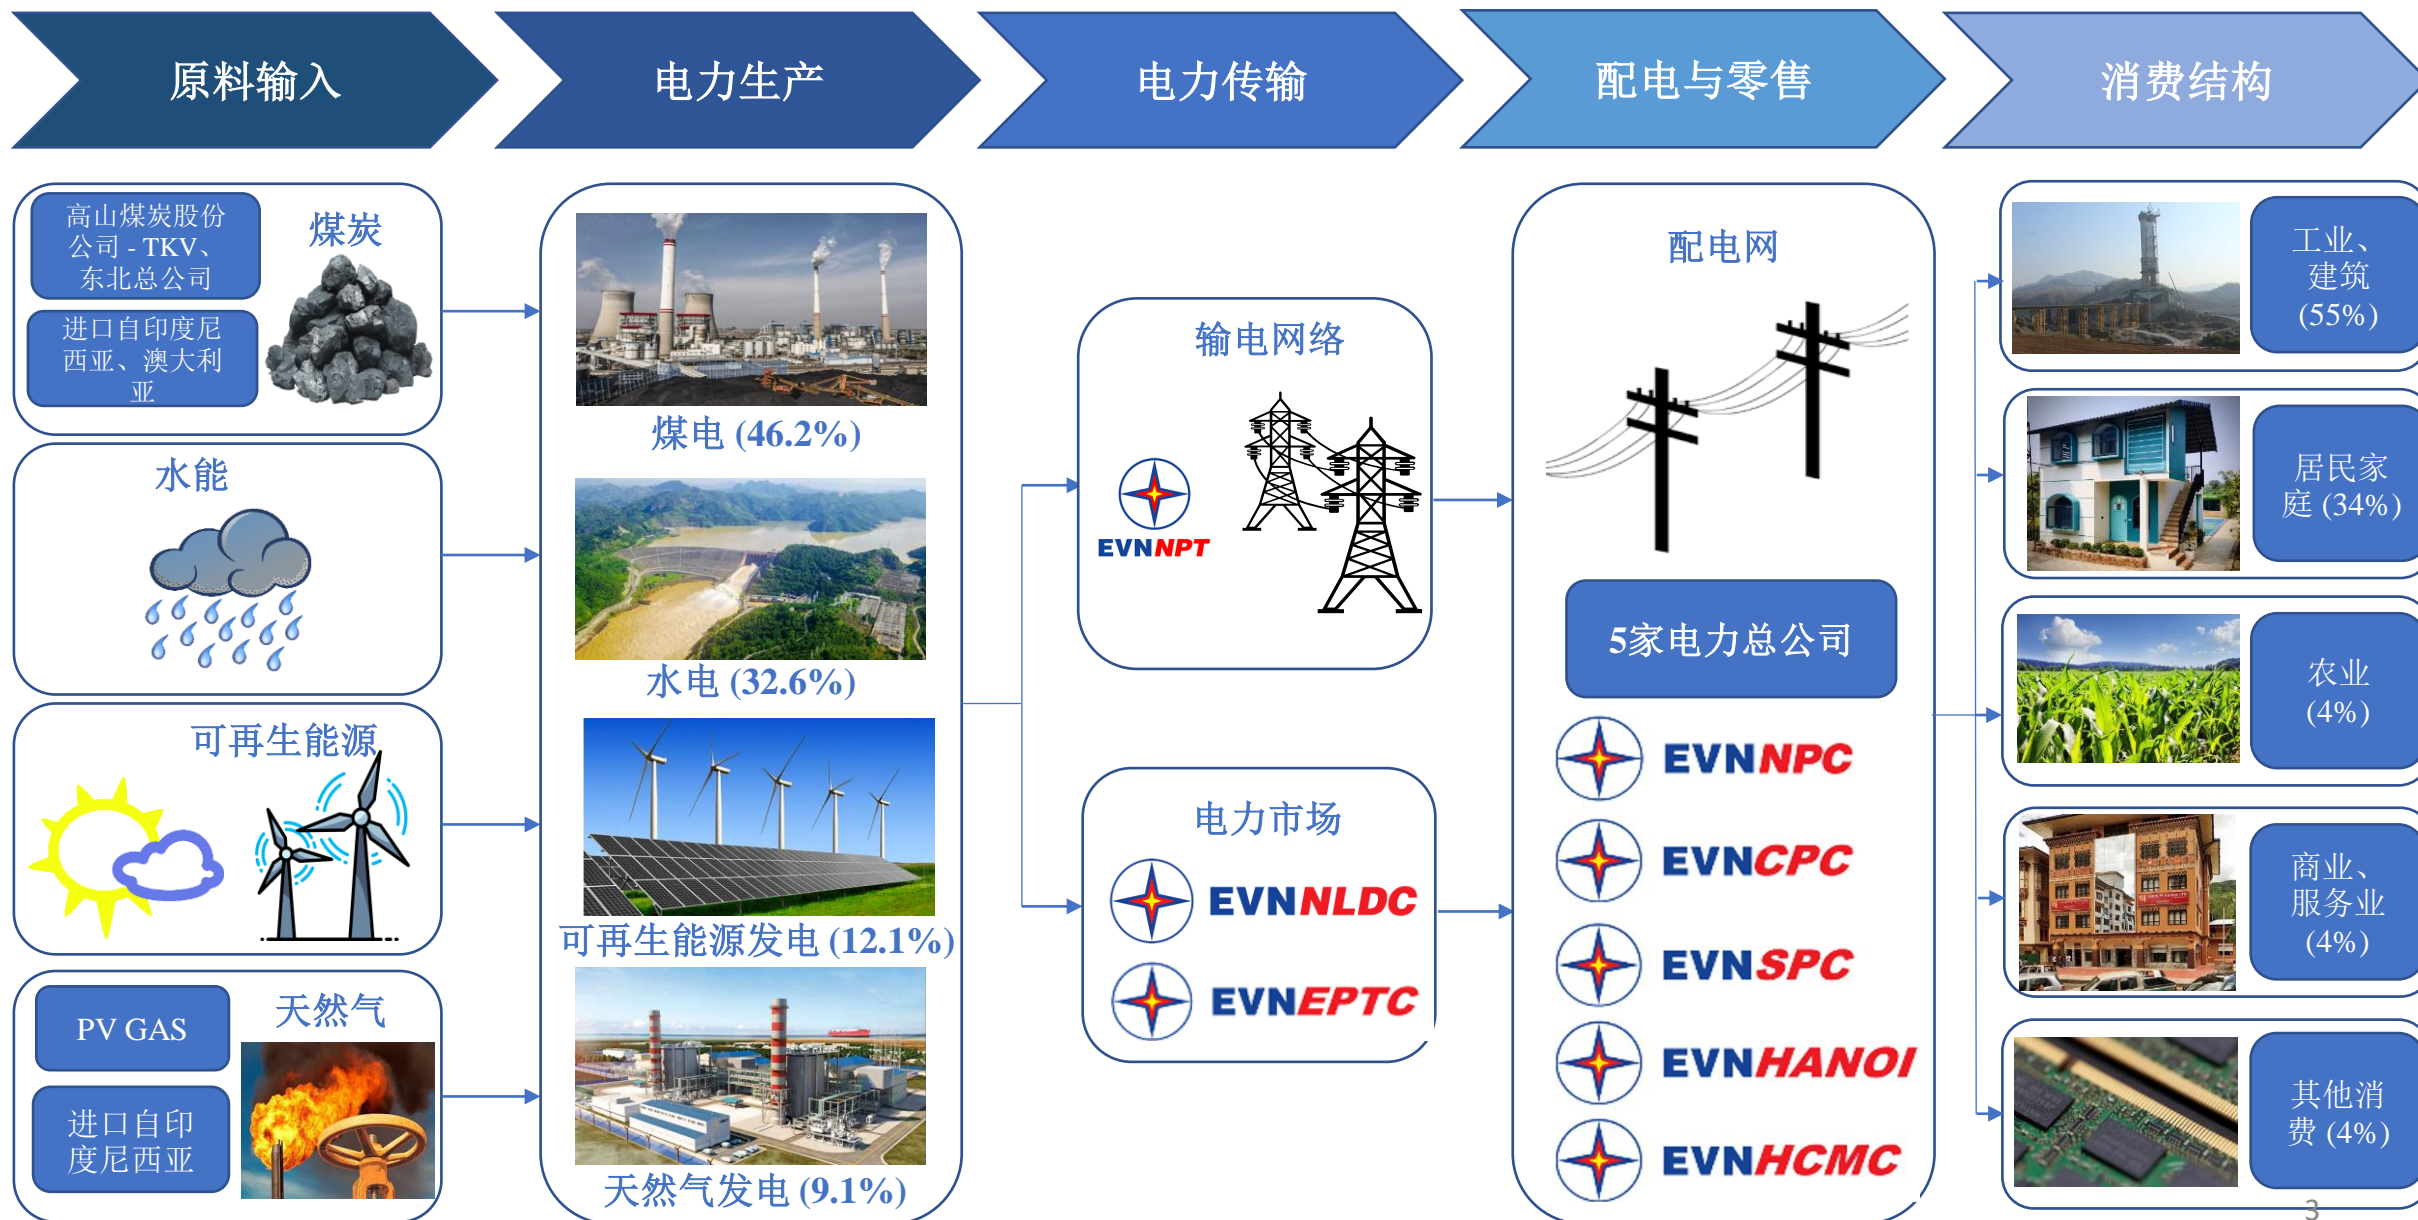 原料输入
电力生产
电力传输
配电与零售
消费结构
高山煤炭股份
公司 - TKV、
东北总公司
煤炭
进口自印度尼
西亚、澳大利
亚
水能
可再生能源
PV GAS
天然气
进口自印
度尼西亚
煤电 (46.2%)
水电 (32.6%)
可再生能源发电 (12.1%)
天然气发电 (9.1%)
输电网络
EVNNPT
电力市场
EVNNLDC
EVNEPTC
配电网
5家电力总公司
EVNNPC
EVNCPC
EVNSPC
EVNHANOI
EVNHCMC
工业、
建筑
(55%)
居民家
庭 (34%)
农业
(4%)
商业、
服务业
(4%)
其他消
费 (4%)
3